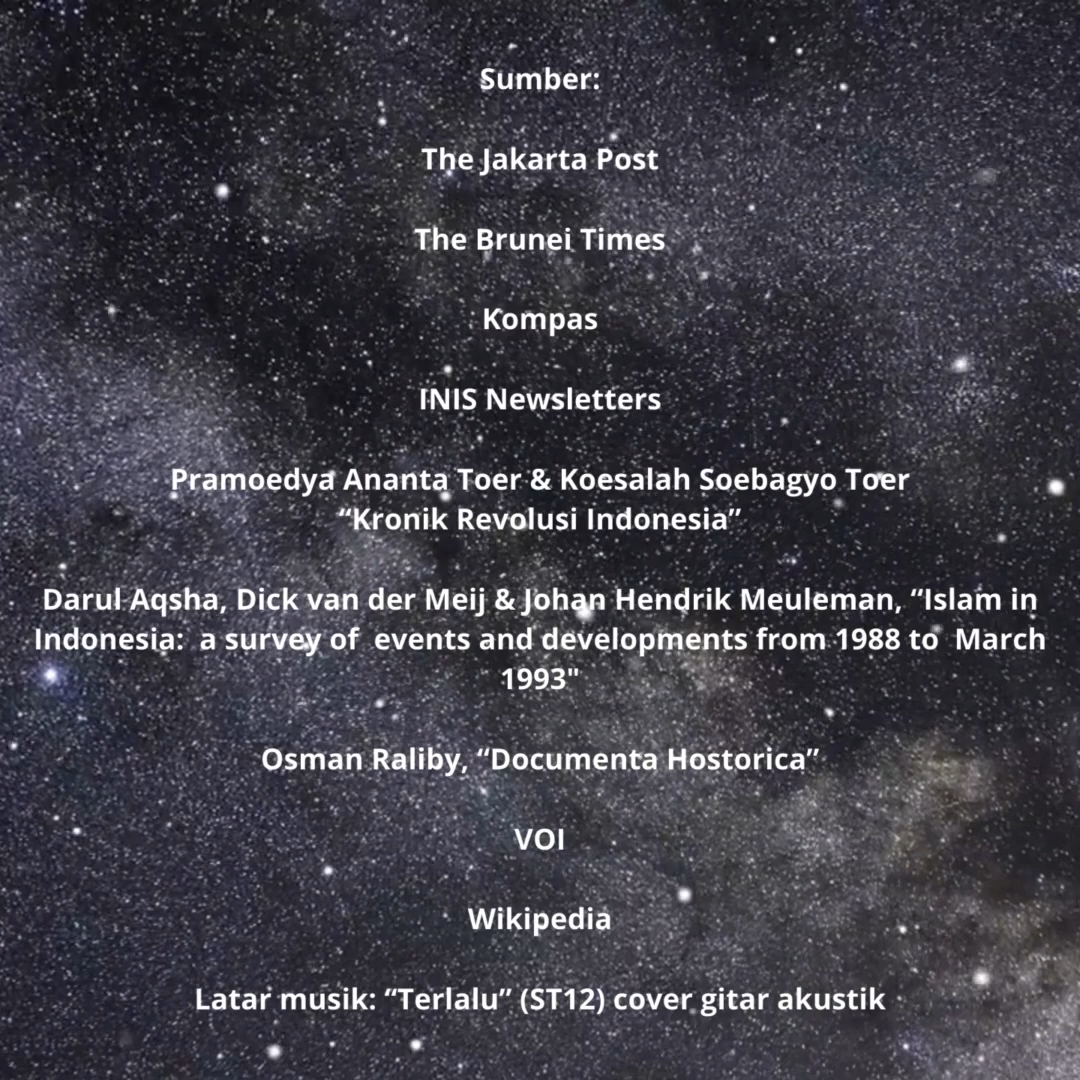 Sumber:
The Jakarta Post
The Brunei Times
Kompas
INIS Newsletters
Pramoedya Ananta Toer & Koesalah Soebagyo Toer
“Kronik Revolusi Indonesia”
Darul Aqsha, Dick van der Meij & Johan Hendrik Meuleman, “Islam in
Indonesia:  a survey of  events and developments from 1988 to  March
1993"
Osman Raliby, “Documenta Hostorica”
VOI
Wikipedia
Latar musik: “Terlalu” (ST12) cover gitar akustik